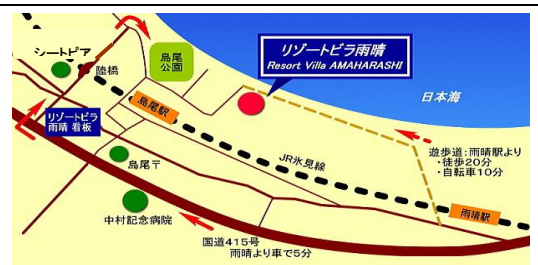 シートピア
陸橋
島尾
公園
リゾートビラ雨晴
Resort Villa AMAHARASHI
日本海
リゾートビラ
雨晴 看板
島尾駅
遊歩道：雨晴駅より
・徒歩20分
・自転車10分
JR氷見線
島尾〒
雨晴駅
中村記念病院
国道415号
雨晴より車で5分